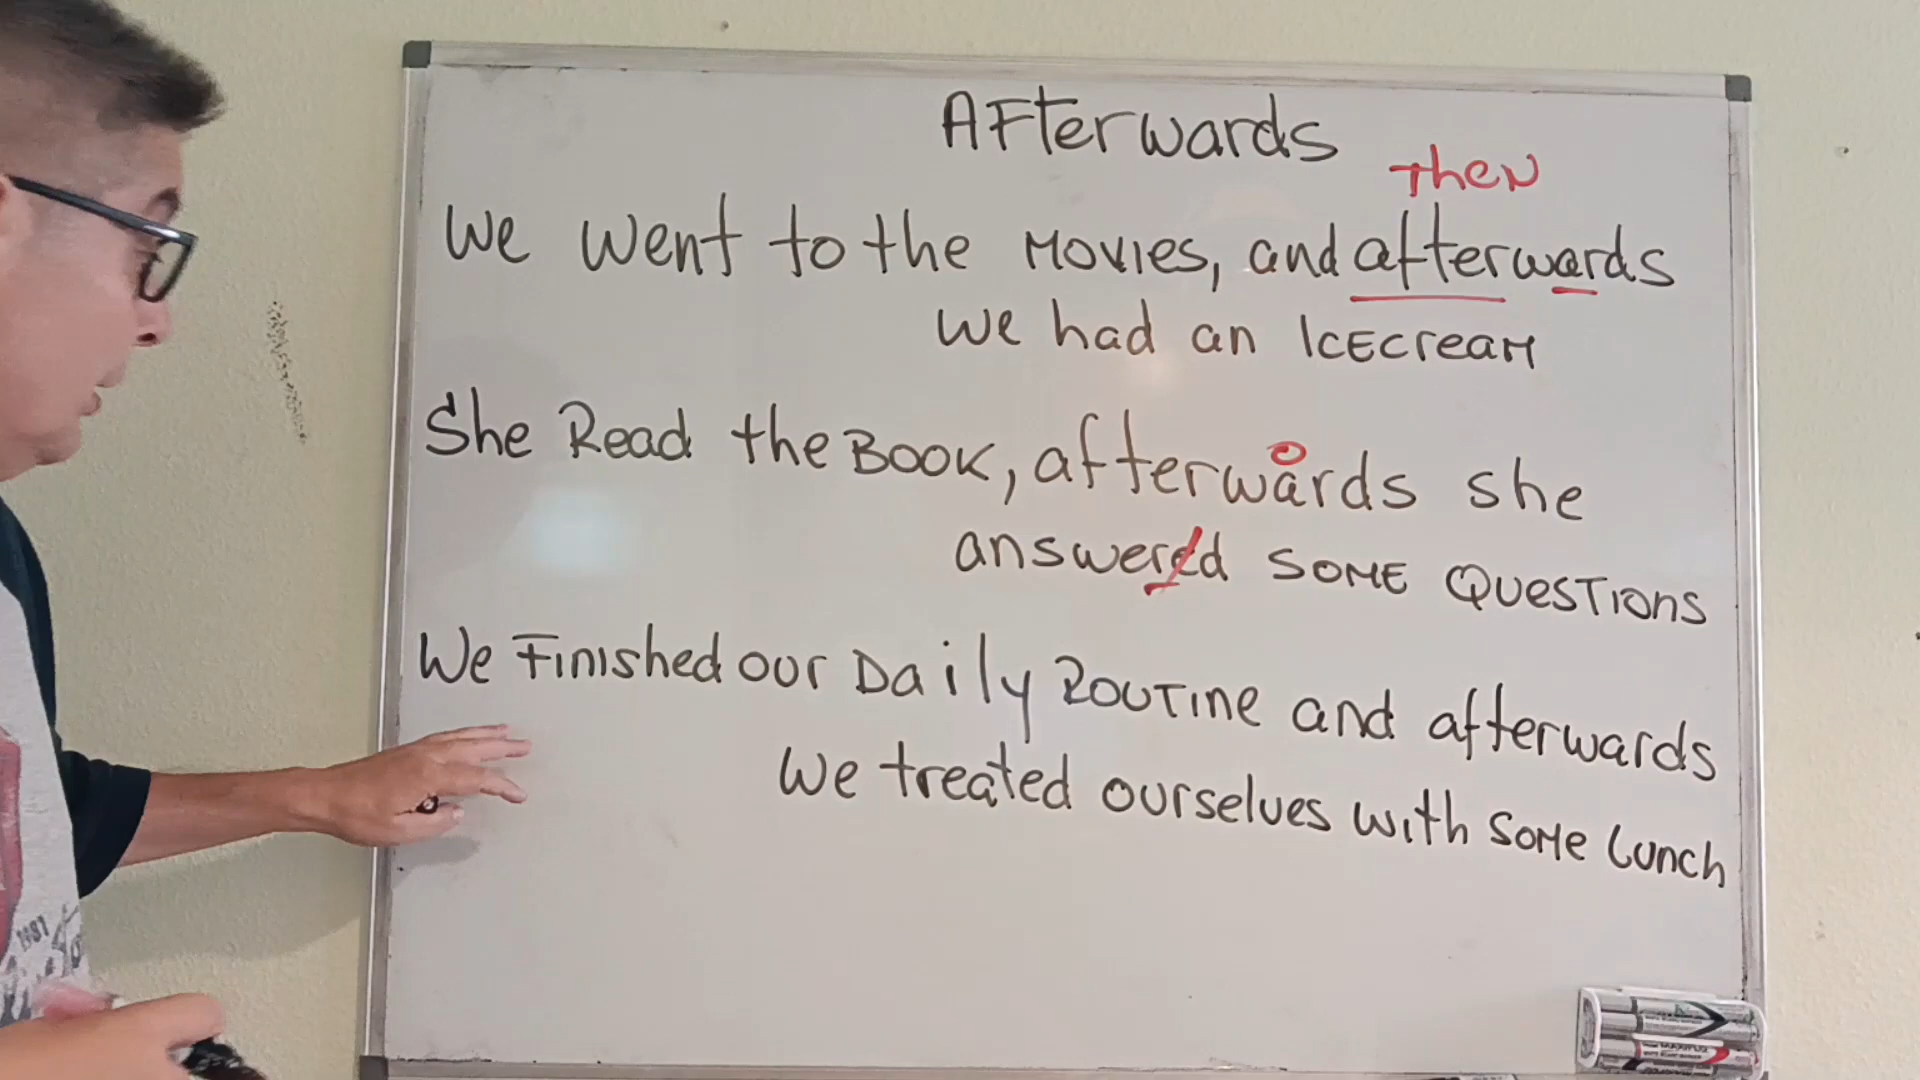 AFterwards
then
We went to the Movies, and afterwards
we had an IcEcreaM
She Read the BOOK, afterwards she
o
answered SOME QUESTIONS
We Finished our Daily ROUTINE and afterwards
We treated ourselves with SOME Lunch
1981